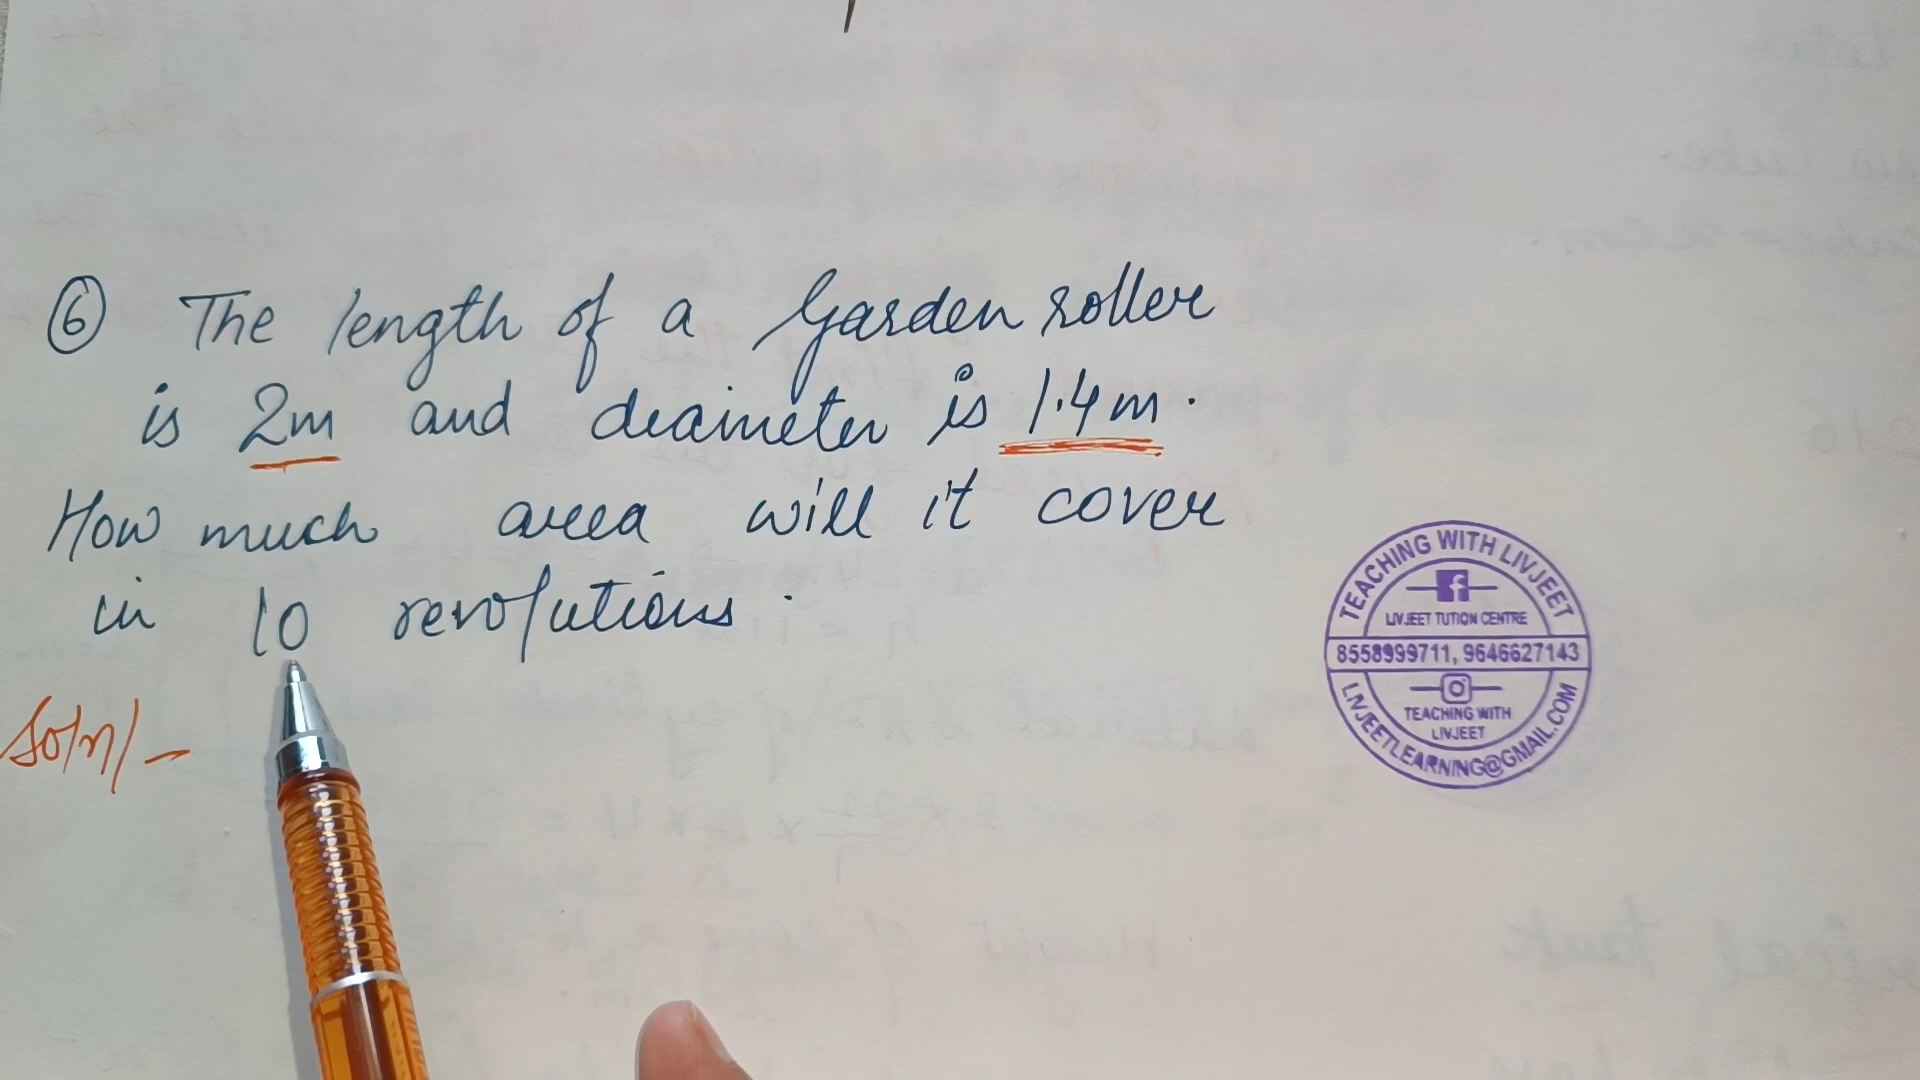 ⑥ The length of a Garden roller
is 2m and diameter is 1.4m.
How much area will it cover
in 10 revolutions.
Soln/-
TEACHING WITH LIVJEET
LIVJEET TUTION CENTRE
8558999711, 9646627143
TEACHING WITH
LIVJEET
LIVJEETLEARNING@GMAIL.COM